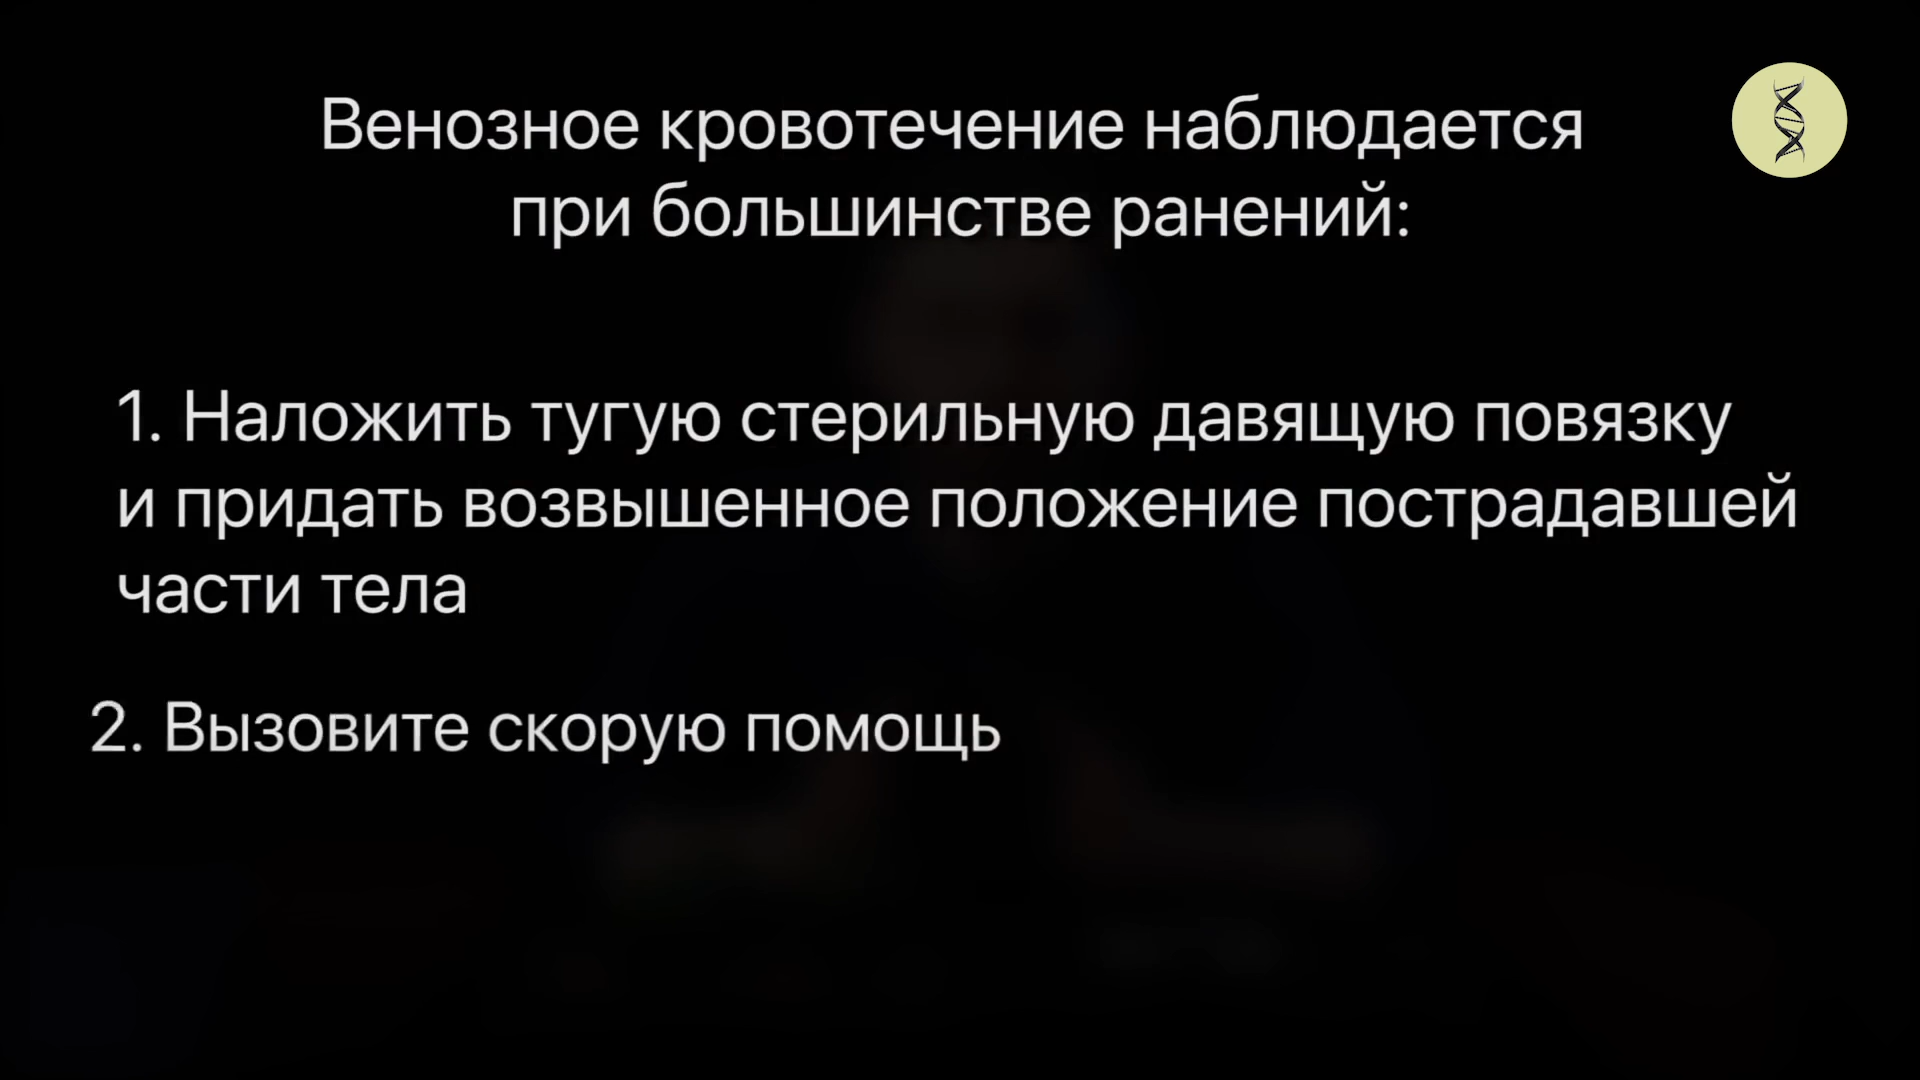 Венозное кровотечение наблюдается
при большинстве ранений:
1. Наложить тугую стерильную давящую повязку
и придать возвышенное положение пострадавшей
части тела
2. Вызовите скорую помощь